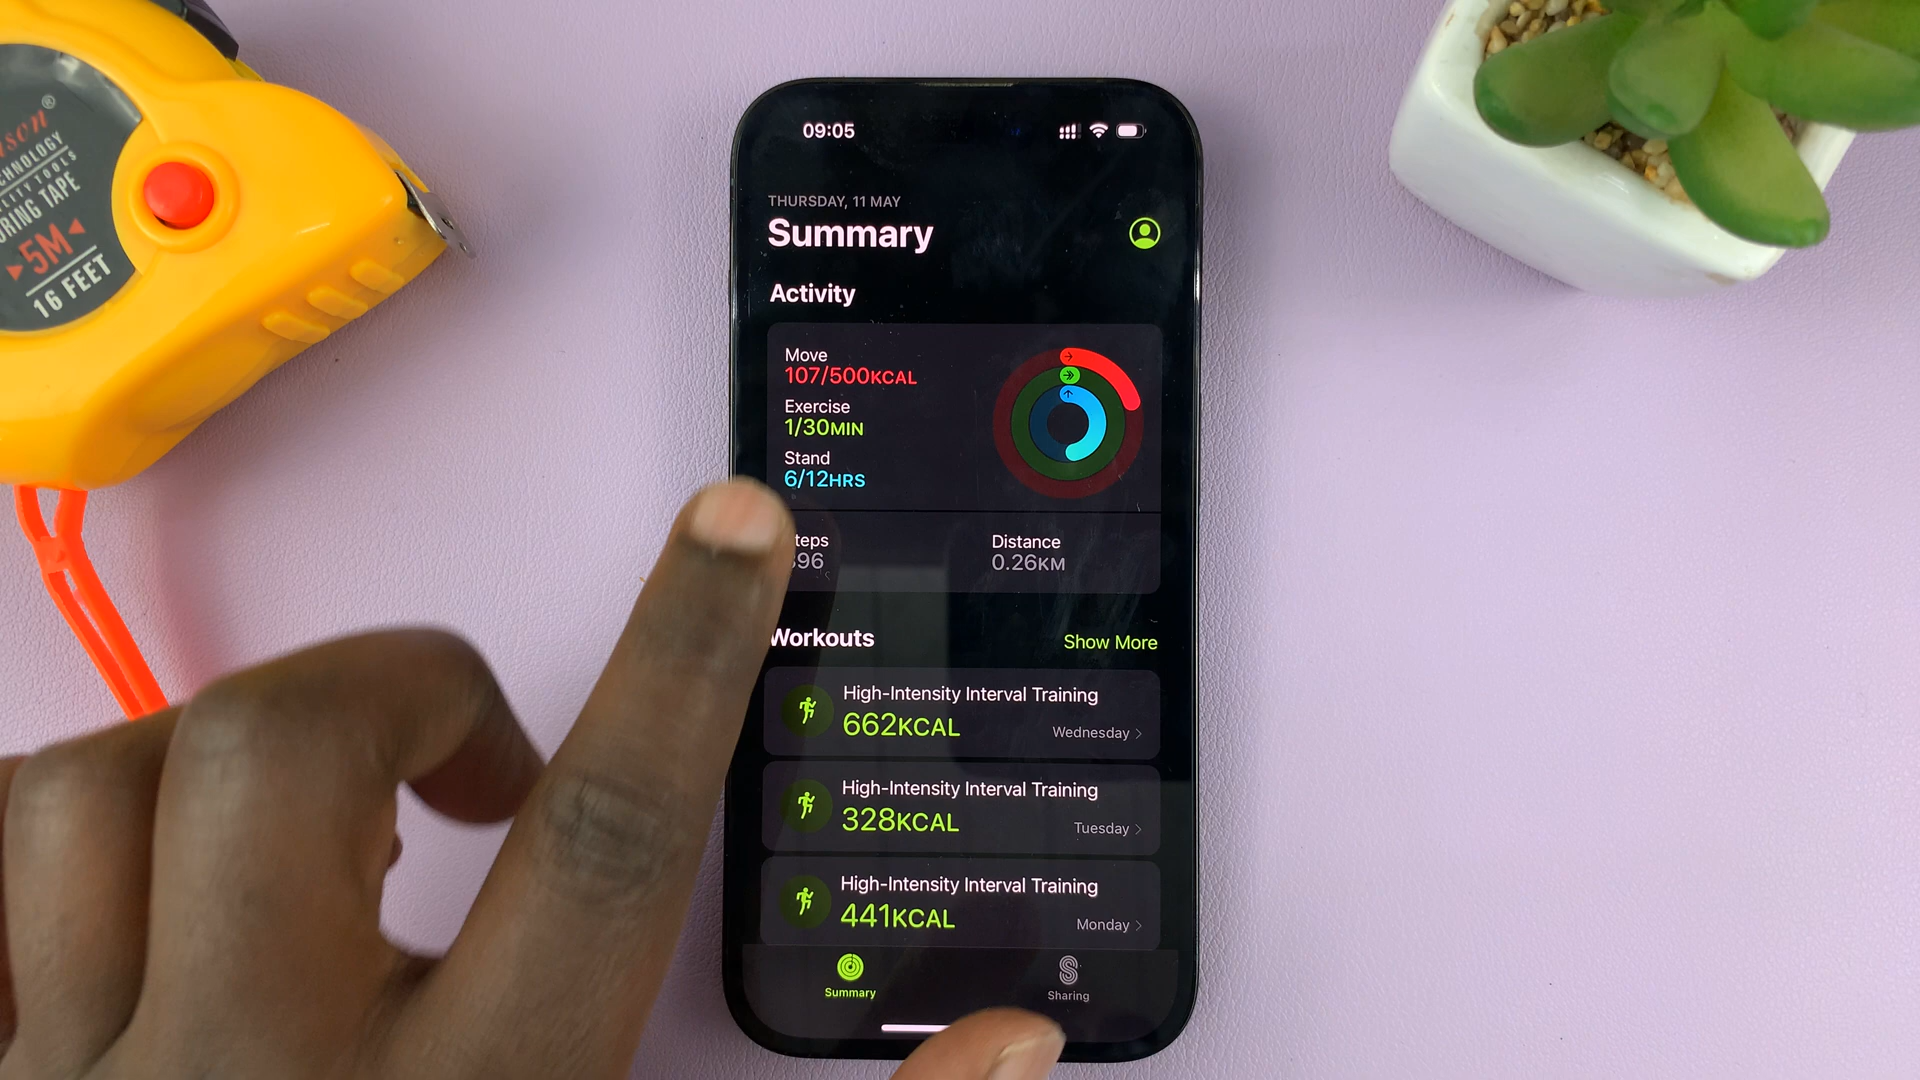 ®
TAPE
5M
16 FEET
09:05
THURSDAY, 11 MAY
Summary
Activity
Move
107/500KCAL
Exercise
1/30MIN
Stand
6/12HRS
Distance
0.26KM
Workouts
Show More
High-Intensity Interval Training
662KCAL
Wednesday
High-Intensity Interval Training
328KCAL
Tuesday
High-Intensity Interval Training
441KCAL
Monday
Summary
Sharing